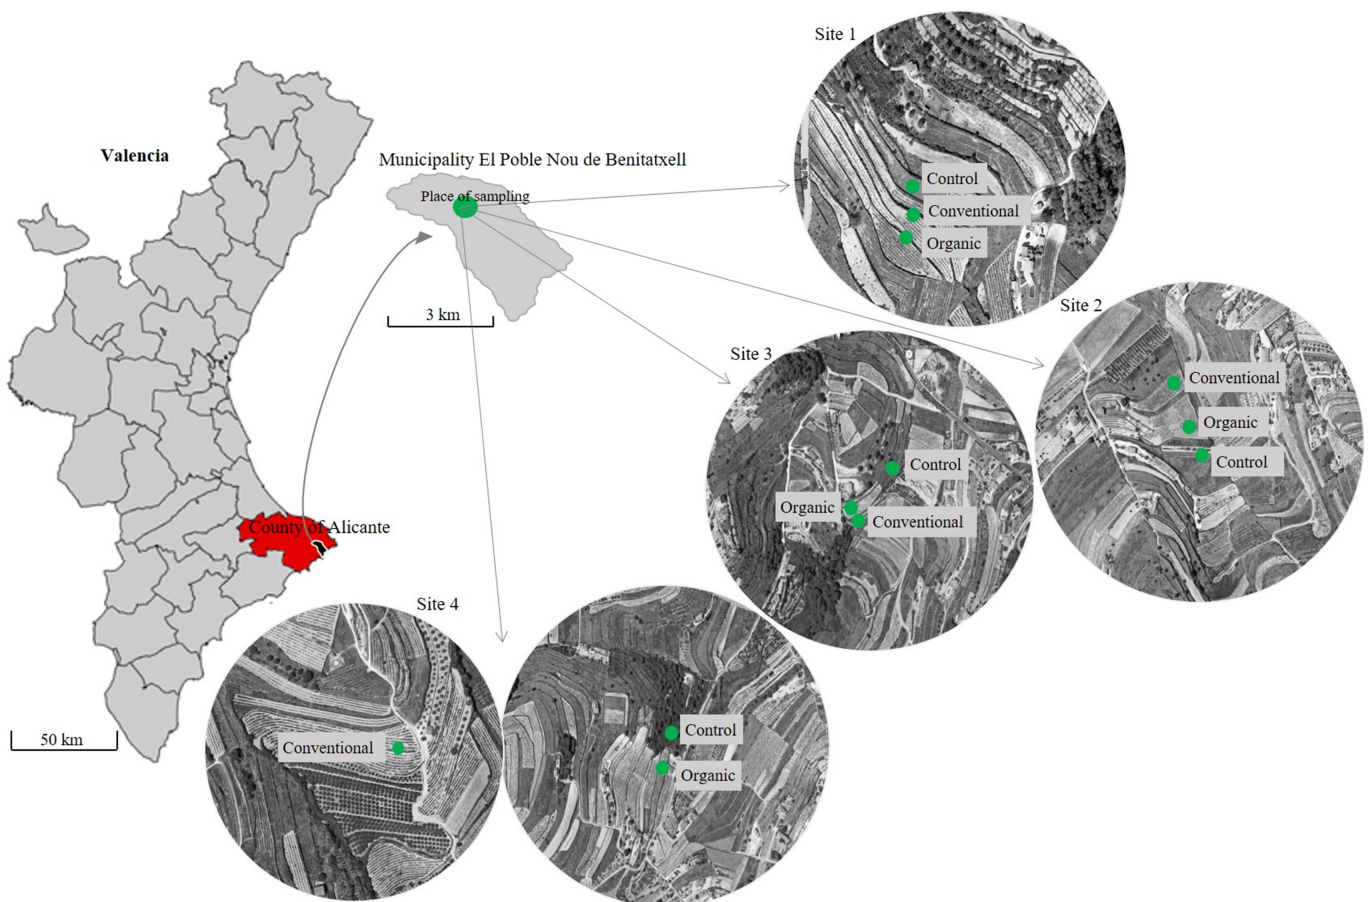 Site 1
Valencia
Municipality El Poble Nou de Benitatxell
Place of sampling
Control
Conventional
Organic
3 km
Site 2
Conventional
Organic
Control
Site 3
Control
Organic
Conventional
County of Alicante
Site 4
Conventional
Control
Organic
50 km